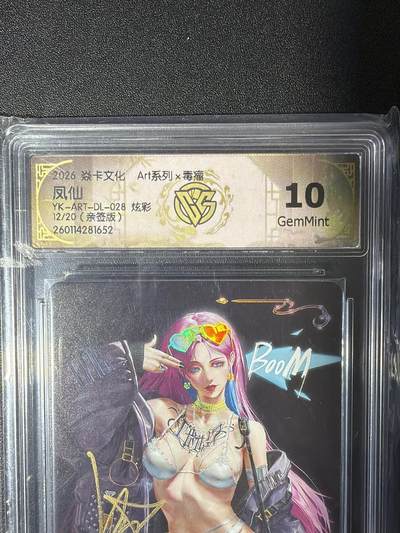 2026 焱卡文化 Art系列×毒瘤
凤仙
YK-ART-DL-028 炫彩
12/20(亲签版)
260114281652
10
GemMint
BOOM